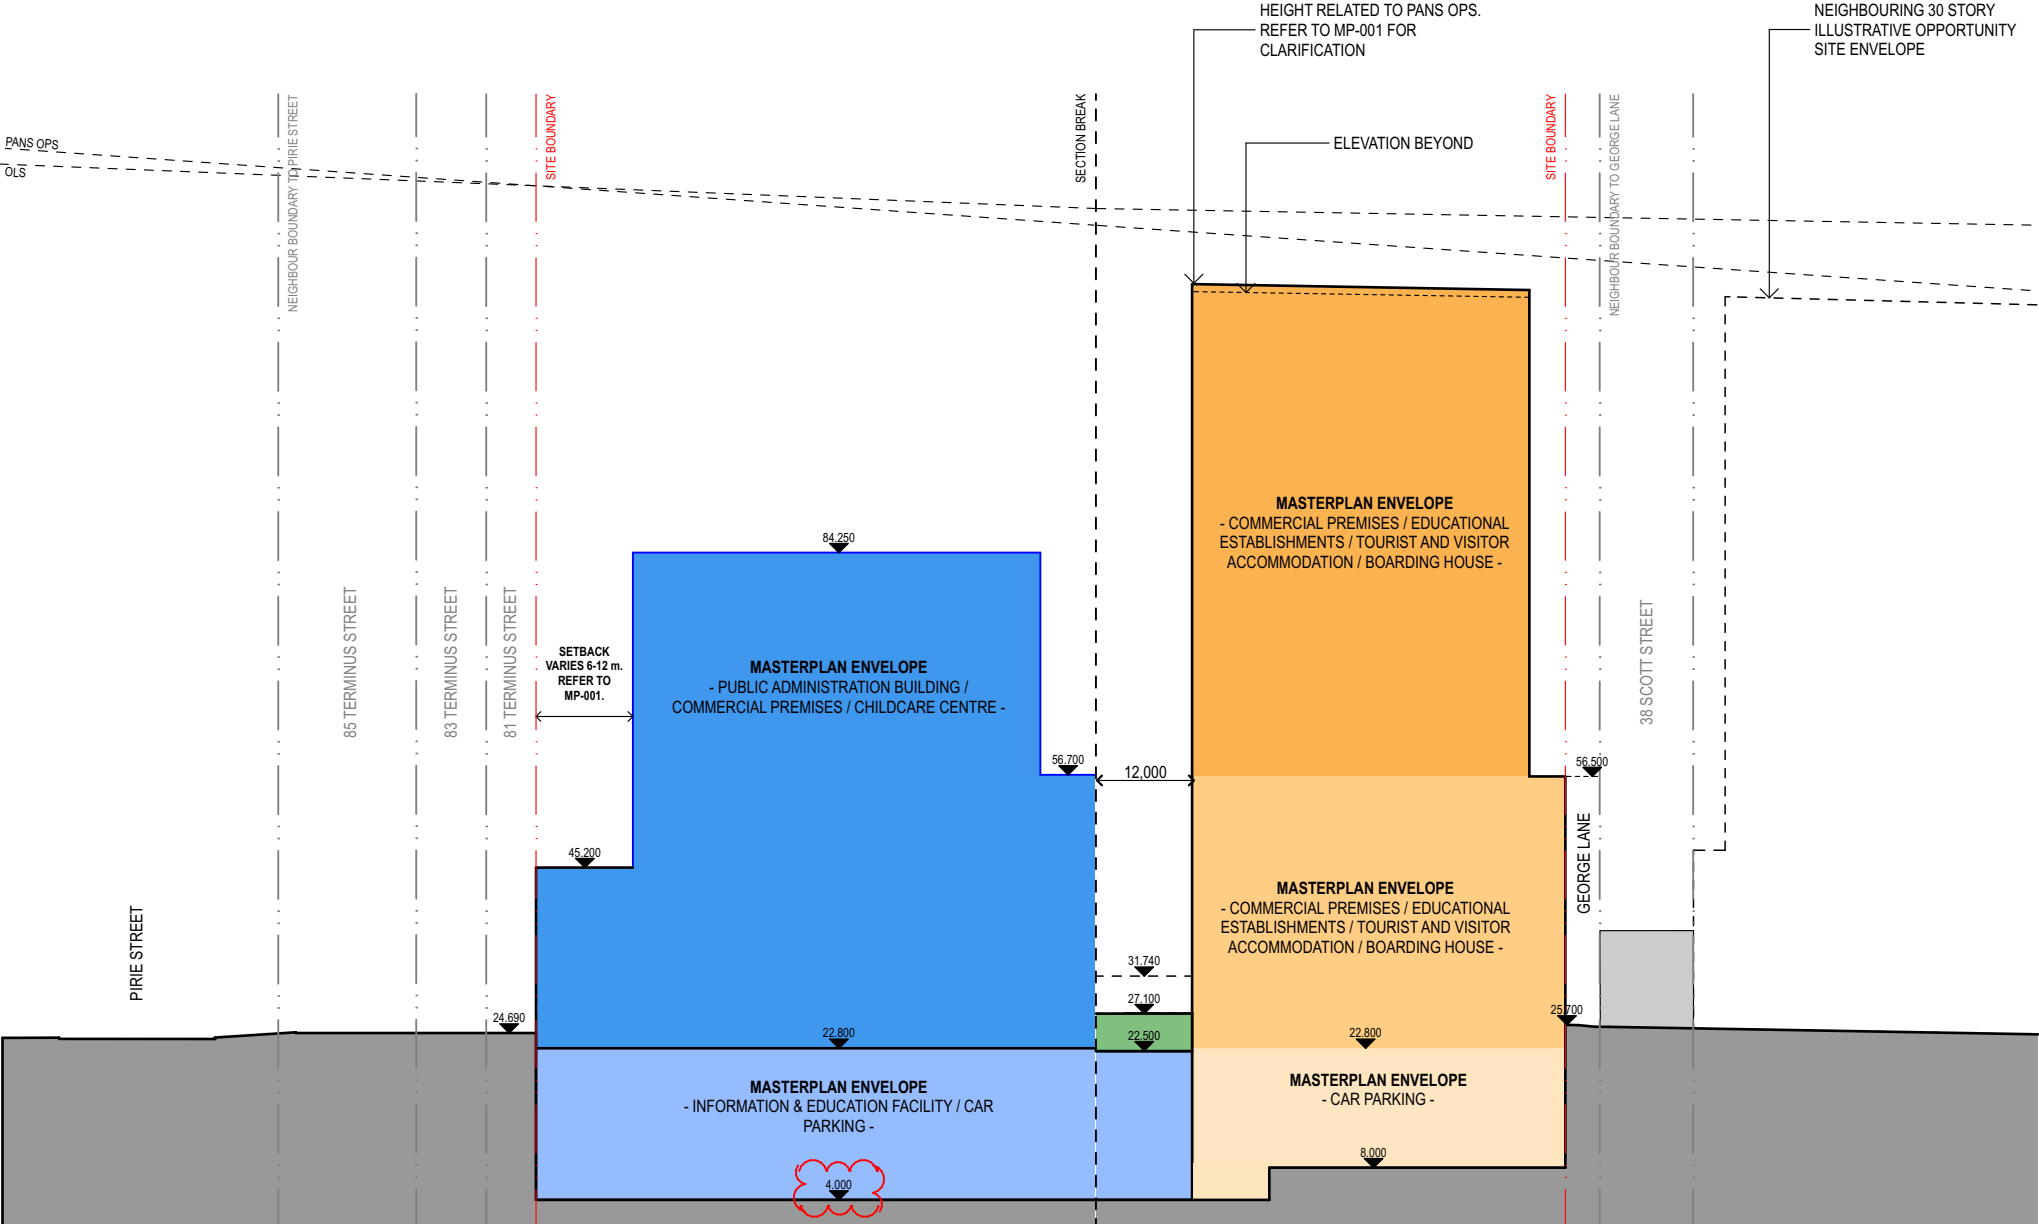 HEIGHT RELATED TO PANS OPS.
REFER TO MP-001 FOR
CLARIFICATION
NEIGHBOURING 30 STORY
ILLUSTRATIVE OPPORTUNITY
SITE ENVELOPE
PANS OPS
OLS
NEIGHBOUR BOUNDARY TO PIRIE STREET
SITE BOUNDARY
SECTION BREAK
ELEVATION BEYOND
SITE BOUNDARY
NEIGHBOUR BOUNDARY TO GEORGE LANE
MASTERPLAN ENVELOPE
- COMMERCIAL PREMISES / EDUCATIONAL
ESTABLISHMENTS / TOURIST AND VISITOR
ACCOMMODATION / BOARDING HOUSE -
84.250
85 TERMINUS STREET
83 TERMINUS STREET
81 TERMINUS STREET
SETBACK
VARIES 6-12 m.
REFER TO
MP-001.
MASTERPLAN ENVELOPE
- PUBLIC ADMINISTRATION BUILDING /
COMMERCIAL PREMISES / CHILDCARE CENTRE -
38 SCOTT STREET
56.700
12,000
56.500
45.200
GEORGE LANE
MASTERPLAN ENVELOPE
- COMMERCIAL PREMISES / EDUCATIONAL
ESTABLISHMENTS / TOURIST AND VISITOR
ACCOMMODATION / BOARDING HOUSE -
PIRIE STREET
31.740
27.100
24.690
25.700
22.800
22.500
22.800
MASTERPLAN ENVELOPE
- INFORMATION & EDUCATION FACILITY / CAR
PARKING -
MASTERPLAN ENVELOPE
- CAR PARKING -
8.000
4.000